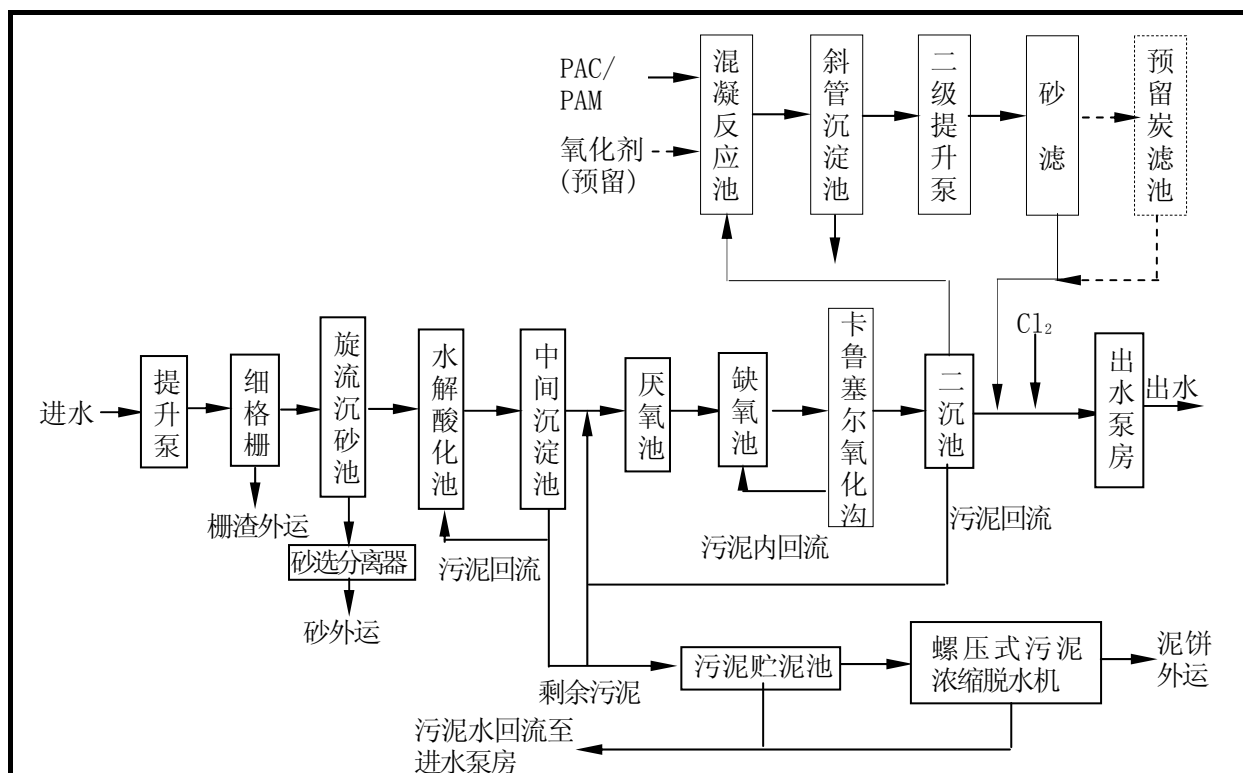 PAC/
PAM
氧化剂
(预留)
混凝反应池
斜管沉淀池
二级提升泵
砂滤
预留炭滤池
Cl₂
进水
提升泵
细格栅
旋流沉砂池
水解酸化池
中间沉淀池
厌氧池
缺氧池
卡鲁塞尔氧化沟
二沉池
出水泵房
出水
栅渣外运
砂选分离器
砂外运
污泥回流
污泥内回流
污泥回流
剩余污泥
污泥贮泥池
螺压式污泥
浓缩脱水机
泥饼
外运
污泥水回流至
进水泵房